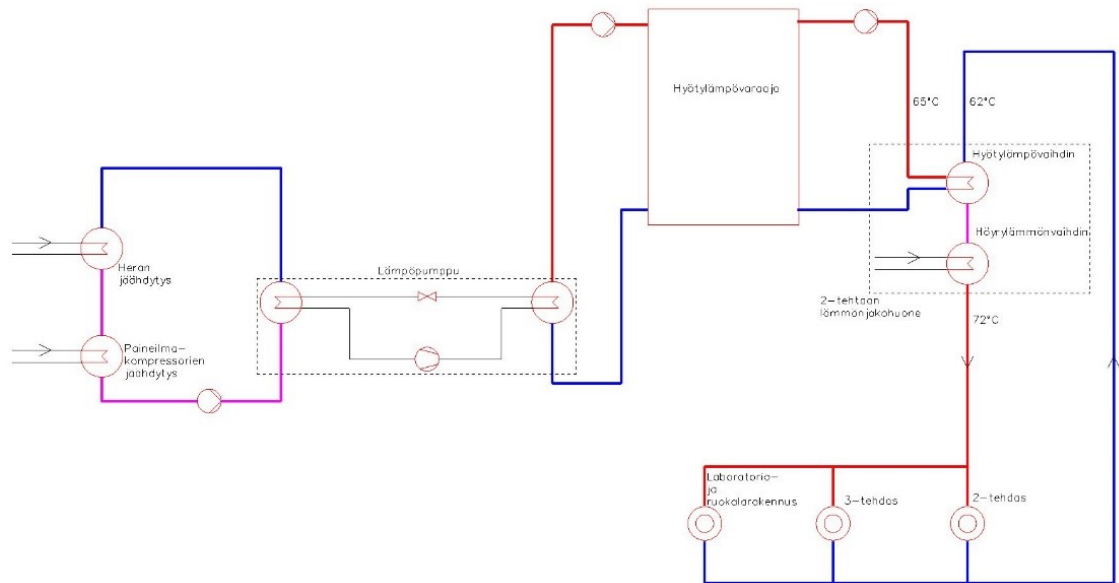 Hyötylämpövaraaja
65°C
62°C
Hyötylämpövaihdin
Höyrylämmönvaihdin
2-tehtaan
lämmönjakohuone
72°C
Heran
jäähdytys
Lämpöpumppu
Paineilma-
kompressorien
jäähdytys
Laboratorio-
ja
ruokalarakennus
3-tehdas
2-tehdas